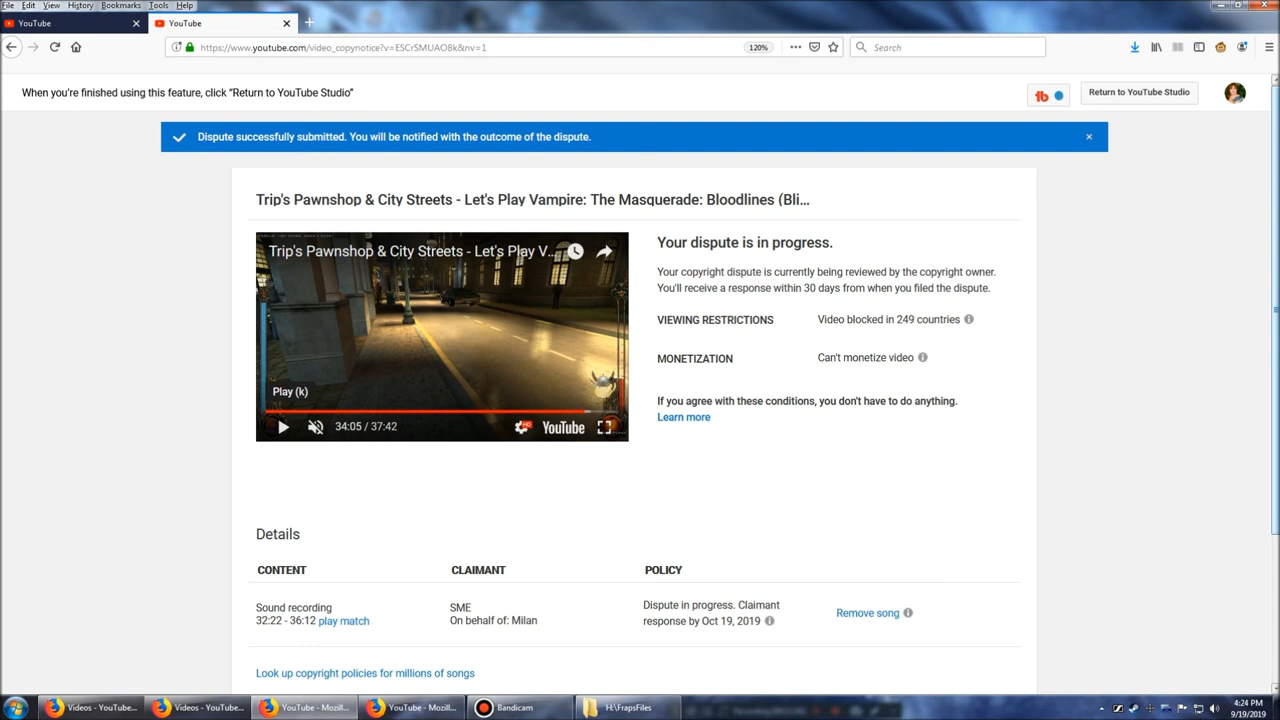 File Edit View History Bookmarks Tools Help
YouTube
YouTube
https://www.youtube.com/video_copynotice?v=ESCrSMUAO8k&nv=1
120%
Search
When you're finished using this feature, click "Return to YouTube Studio"
Return to YouTube Studio
Dispute successfully submitted. You will be notified with the outcome of the dispute.
Trip's Pawnshop & City Streets - Let's Play Vampire: The Masquerade: Bloodlines (Bli...
Trip's Pawnshop & City Streets - Let's Play V...
Play (k)
34:05 / 37:42
HD
YouTube
Your dispute is in progress.
Your copyright dispute is currently being reviewed by the copyright owner.
You'll receive a response within 30 days from when you filed the dispute.
VIEWING RESTRICTIONS Video blocked in 249 countries
MONETIZATION Can't monetize video
If you agree with these conditions, you don't have to do anything.
Learn more
Details
CONTENT CLAIMANT POLICY
Sound recording
32:22 - 36:12 play match
SME
On behalf of: Milan
Dispute in progress. Claimant
response by Oct 19, 2019
Remove song
Look up copyright policies for millions of songs
Videos - YouTube...
Videos - YouTube...
YouTube - Mozill...
YouTube - Mozill...
Bandicam
H:\FrapsFiles
4:24 PM
9/19/2019